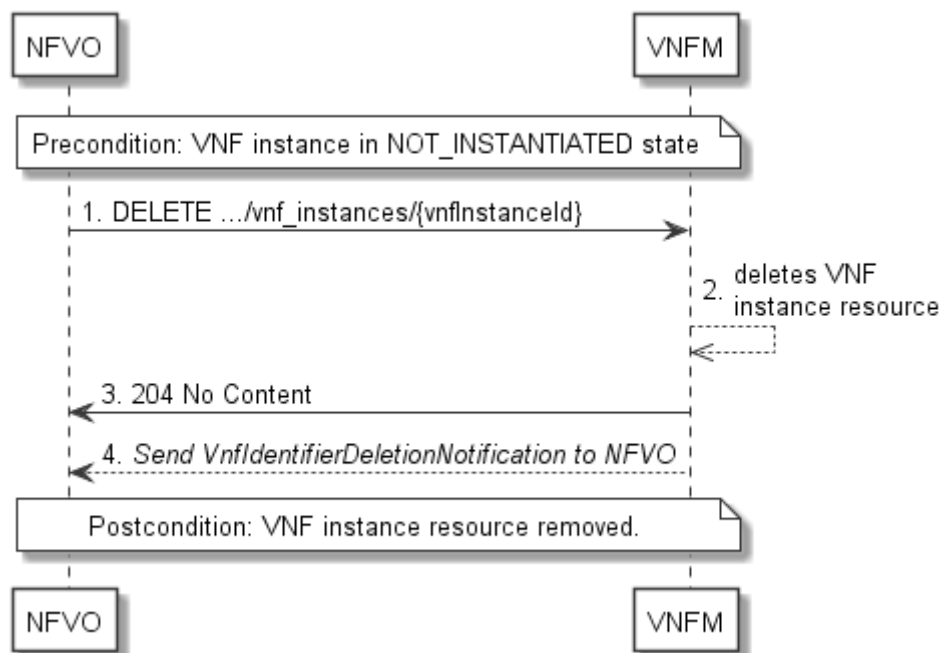 NFVO VNFM
Precondition: VNF instance in NOT_INSTANTIATED state
1. DELETE .../vnf_instances/{vnfInstanceId}
2. deletes VNF
instance resource
3. 204 No Content
4. Send VnfIdentifierDeletionNotification to NFVO
Postcondition: VNF instance resource removed.
NFVO VNFM